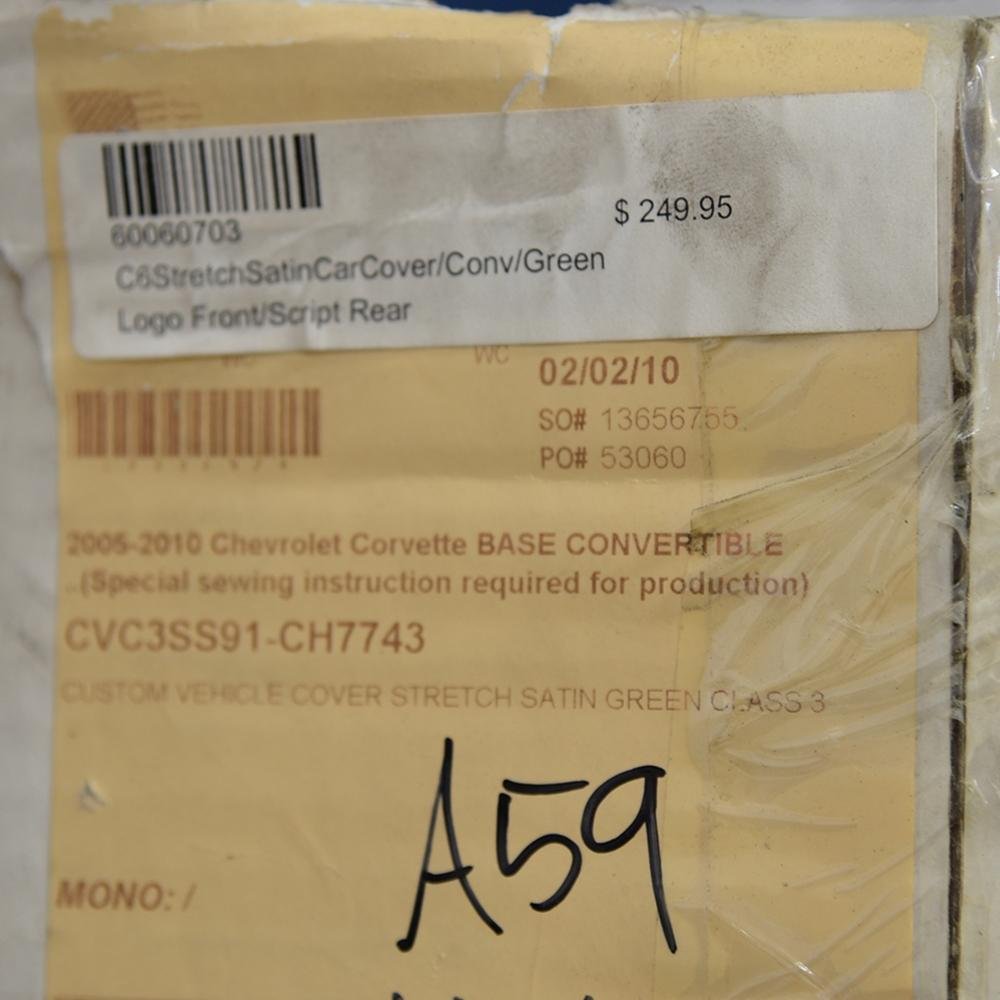 $ 249.95
60060703
C6StretchSatinCarCover/Conv/Green
Logo Front/Script Rear
WC
02/02/10
SO# 13656755
PO# 53060
2005-2010 Chevrolet Corvette BASE CONVERTIBLE
(Special sewing instruction required for production)
CVC3SS91-CH7743
CUSTOM VEHICLE COVER STRETCH SATIN GREEN CLASS 3
A59
MONO: /